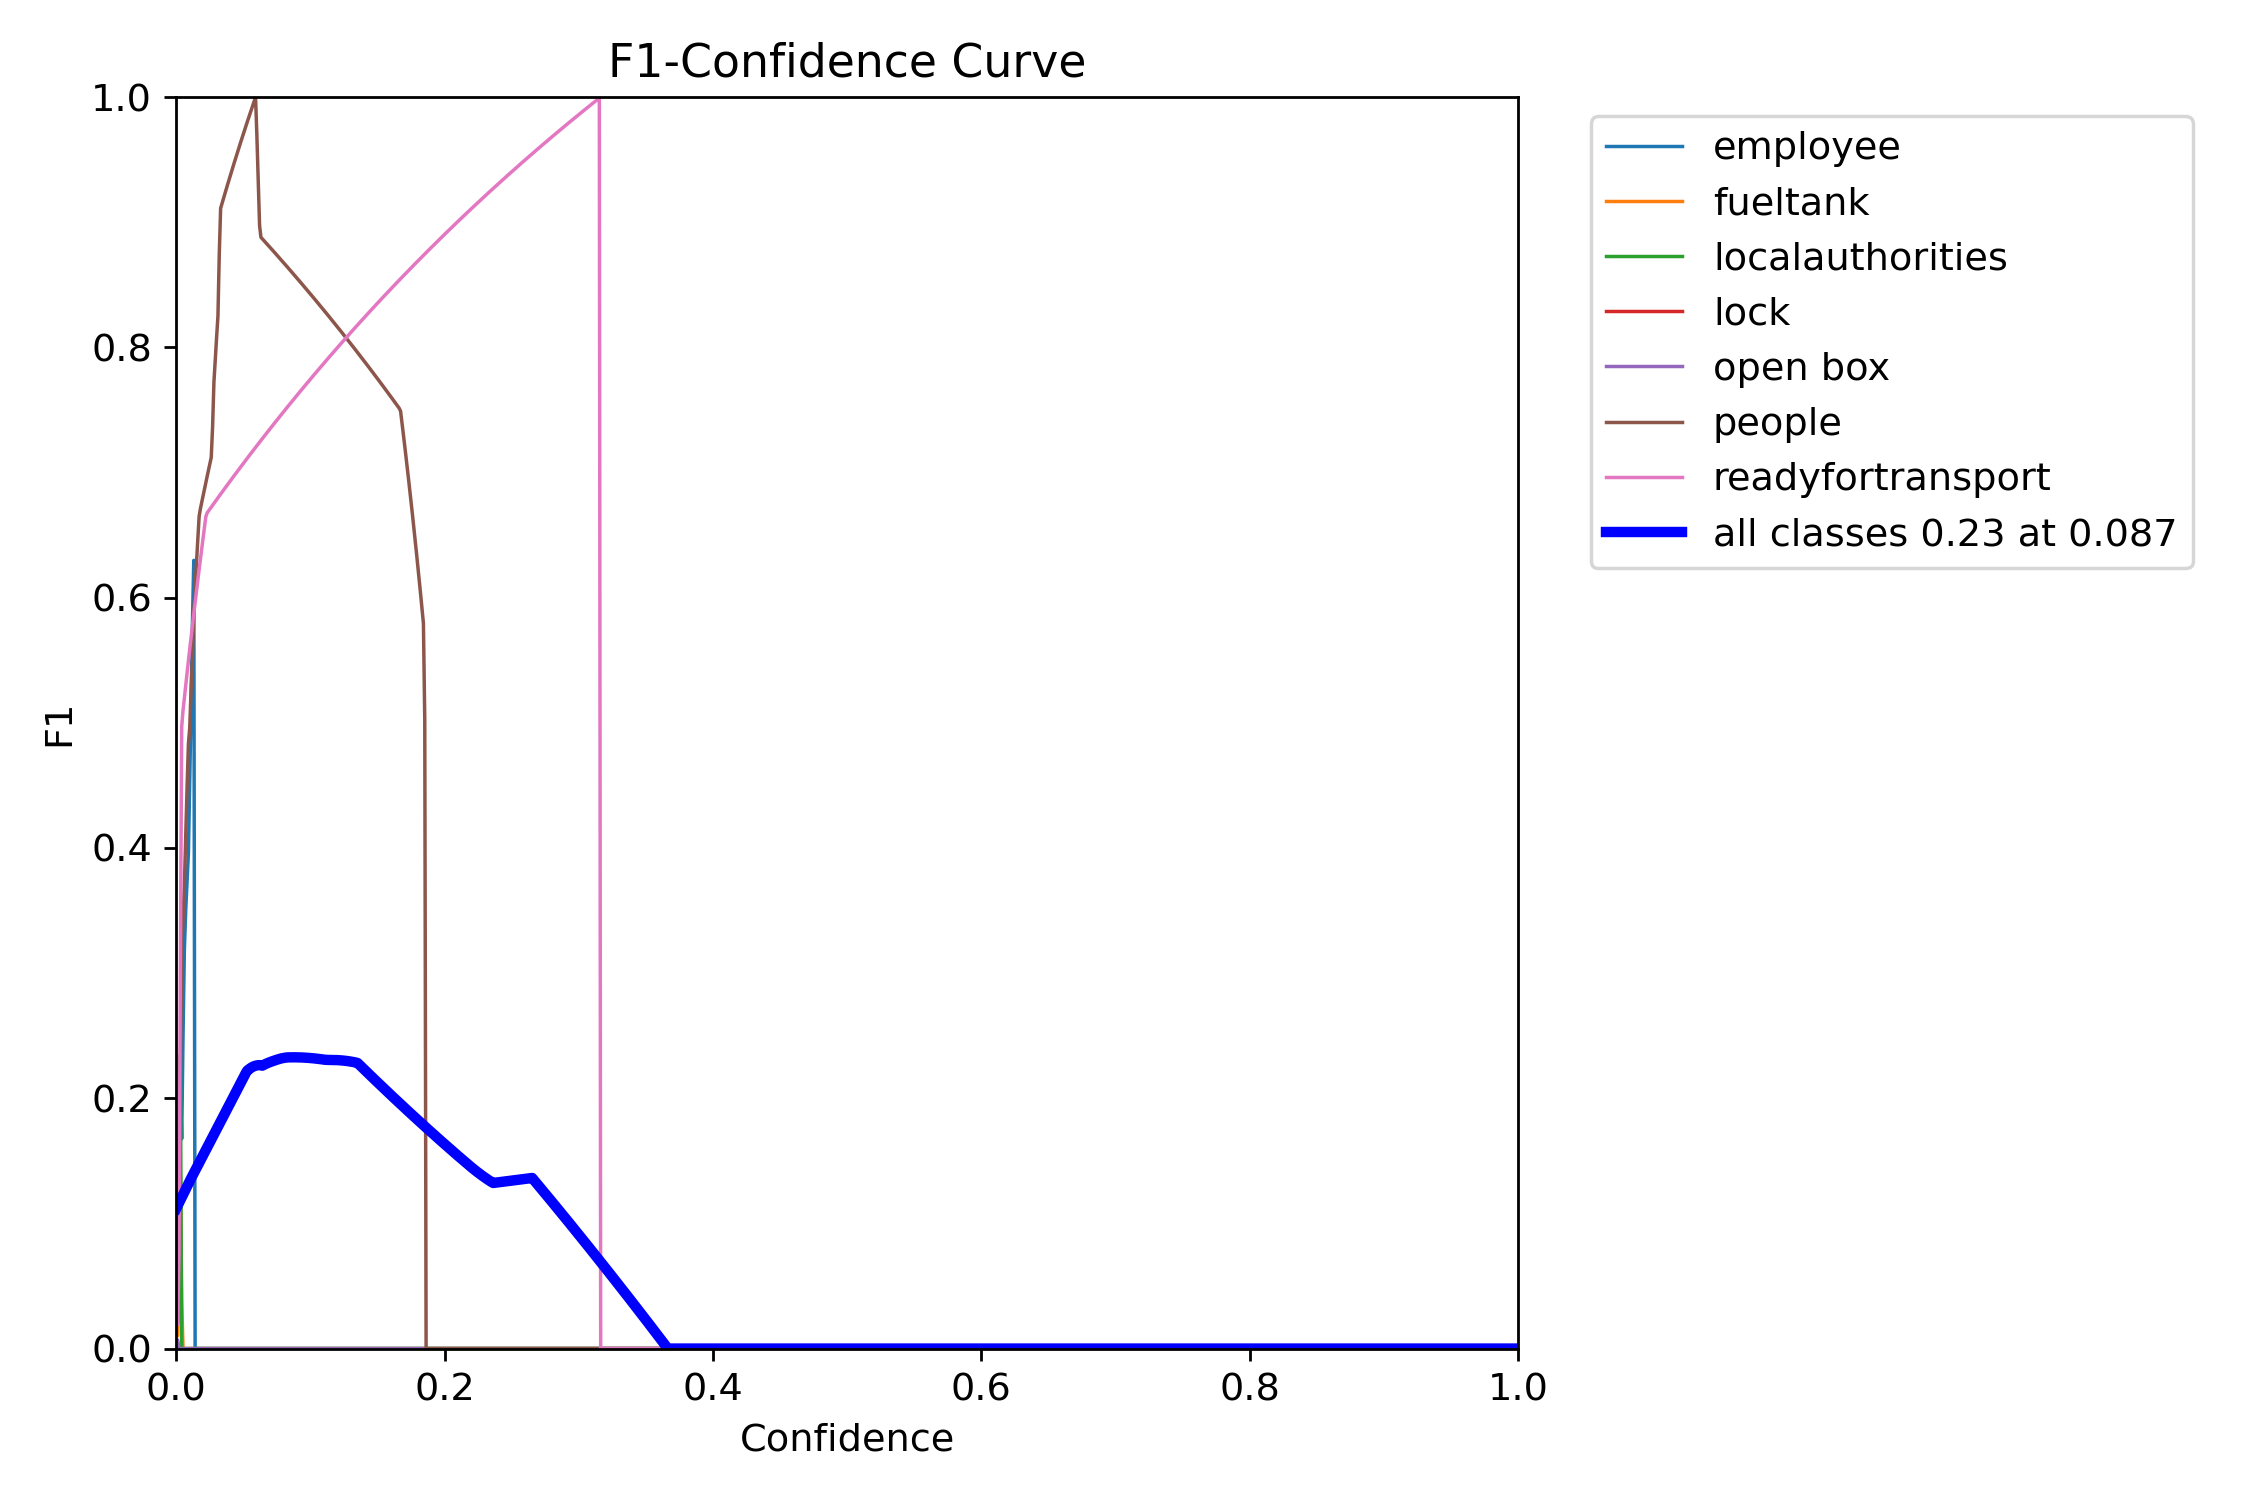 F1-Confidence Curve
1.0
0.8
0.6
0.4
0.2
0.0
F1
0.0 0.2 0.4 0.6 0.8 1.0
Confidence
employee
fueltank
localauthorities
lock
open box
people
readyfortransport
all classes 0.23 at 0.087